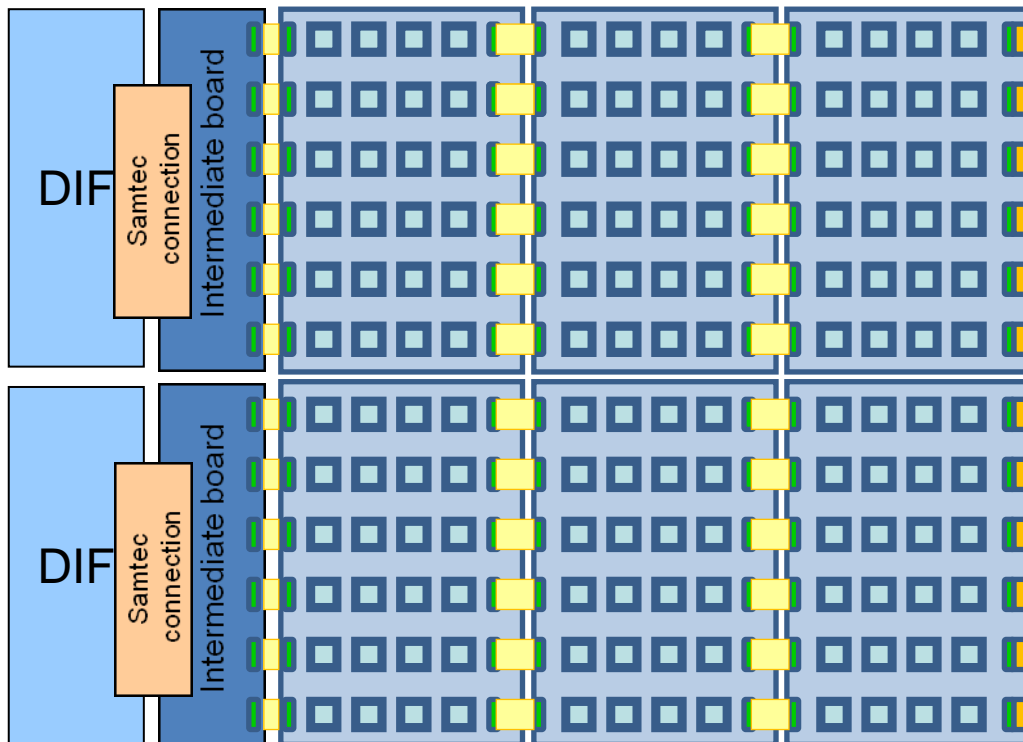 DIF
Samtec
connection
Intermediate board
DIF
Samtec
connection
Intermediate board